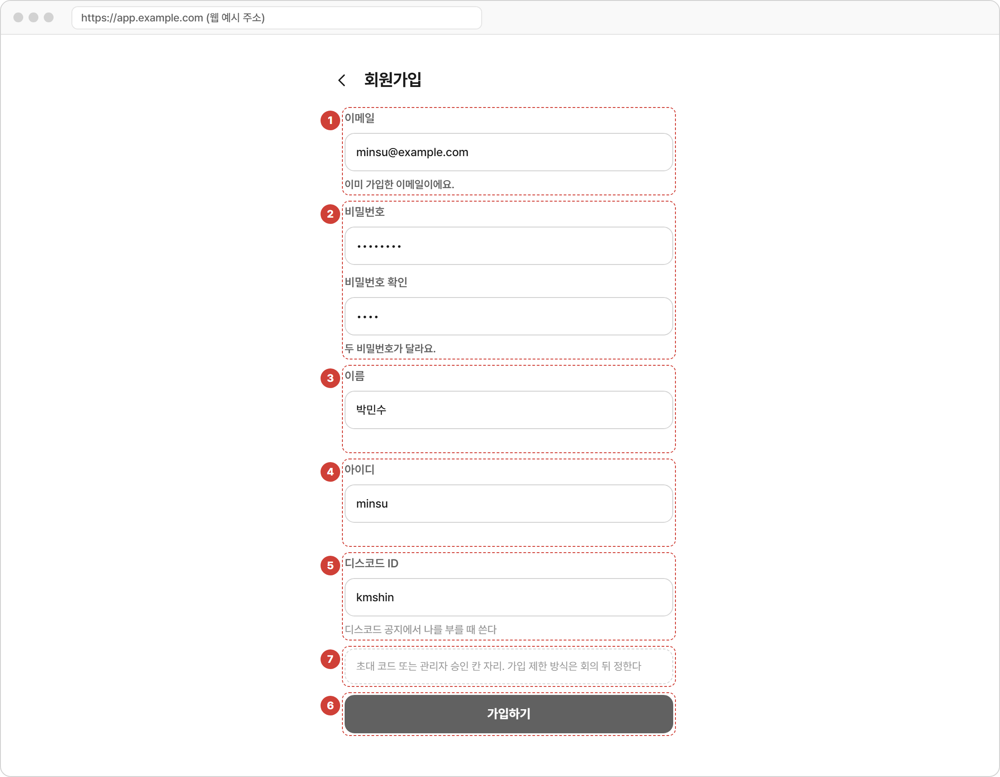 https://app.example.com (웹 예시 주소)
회원가입
1 이메일
minsu@example.com
이미 가입한 이메일이에요.
2 비밀번호
••••••••
비밀번호 확인
••••
두 비밀번호가 달라요.
3 이름
박민수
4 아이디
minsu
5 디스코드 ID
kmshin
디스코드 공지에서 나를 부를 때 쓴다
7 초대 코드 또는 관리자 승인 칸 자리. 가입 제한 방식은 회의 뒤 정한다
6 가입하기